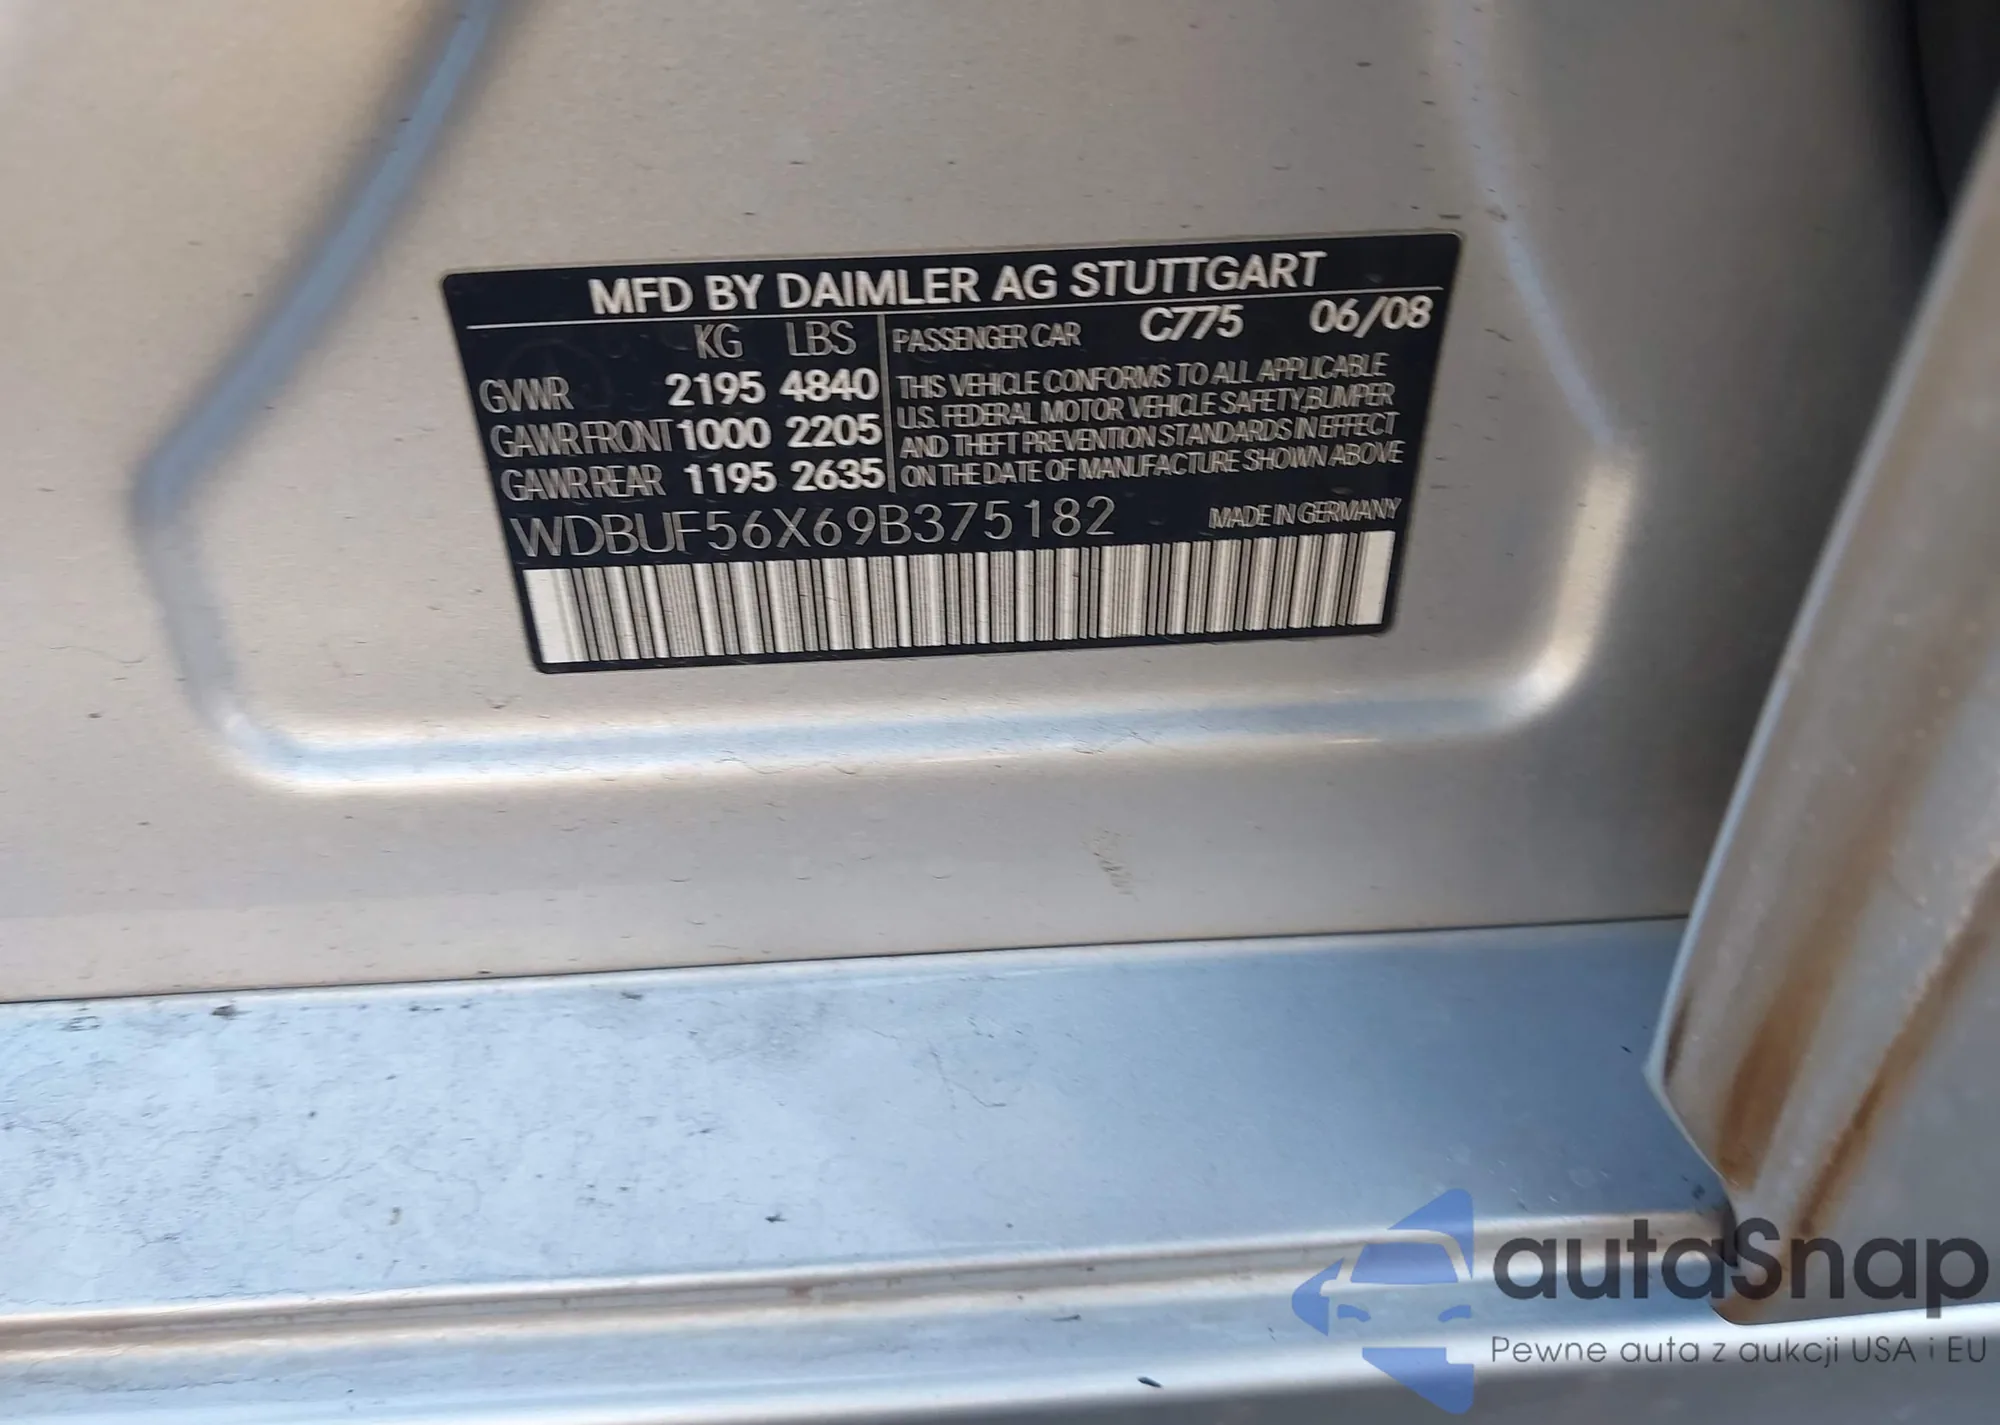 MFD BY DAIMLER AG STUTTGART
KG LBS
GVWR 2195 4840
GAWR FRONT 1000 2205
GAWR REAR 1195 2635
PASSENGER CAR C775 06/08
THIS VEHICLE CONFORMS TO ALL APPLICABLE
U.S. FEDERAL MOTOR VEHICLE SAFETY,BUMPER
AND THEFT PREVENTION STANDARDS IN EFFECT
ON THE DATE OF MANUFACTURE SHOWN ABOVE
WDBUF56X69B375182 MADE IN GERMANY
autaSnap
Pewne auta z aukcji USA i EU